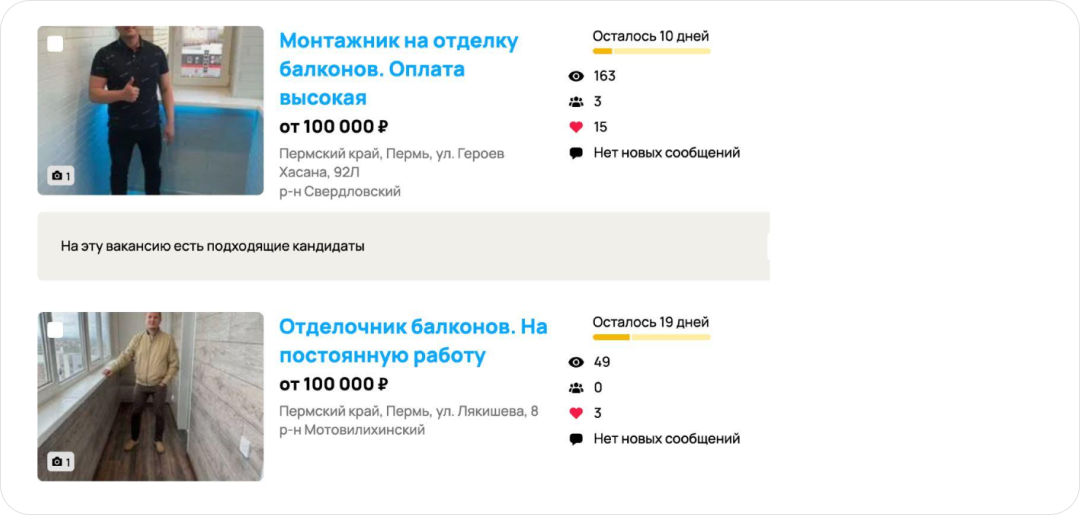 Монтажник на отделку
балконов. Оплата
высокая
от 100 000 ₽
Пермский край, Пермь, ул. Героев
Хасана, 92Л
р-н Свердловский
1
Осталось 10 дней
163
3
15
Нет новых сообщений
На эту вакансию есть подходящие кандидаты
Отделочник балконов. На
постоянную работу
от 100 000 ₽
Пермский край, Пермь, ул. Лякишева, 8
р-н Мотовилихинский
1
Осталось 19 дней
49
0
3
Нет новых сообщений